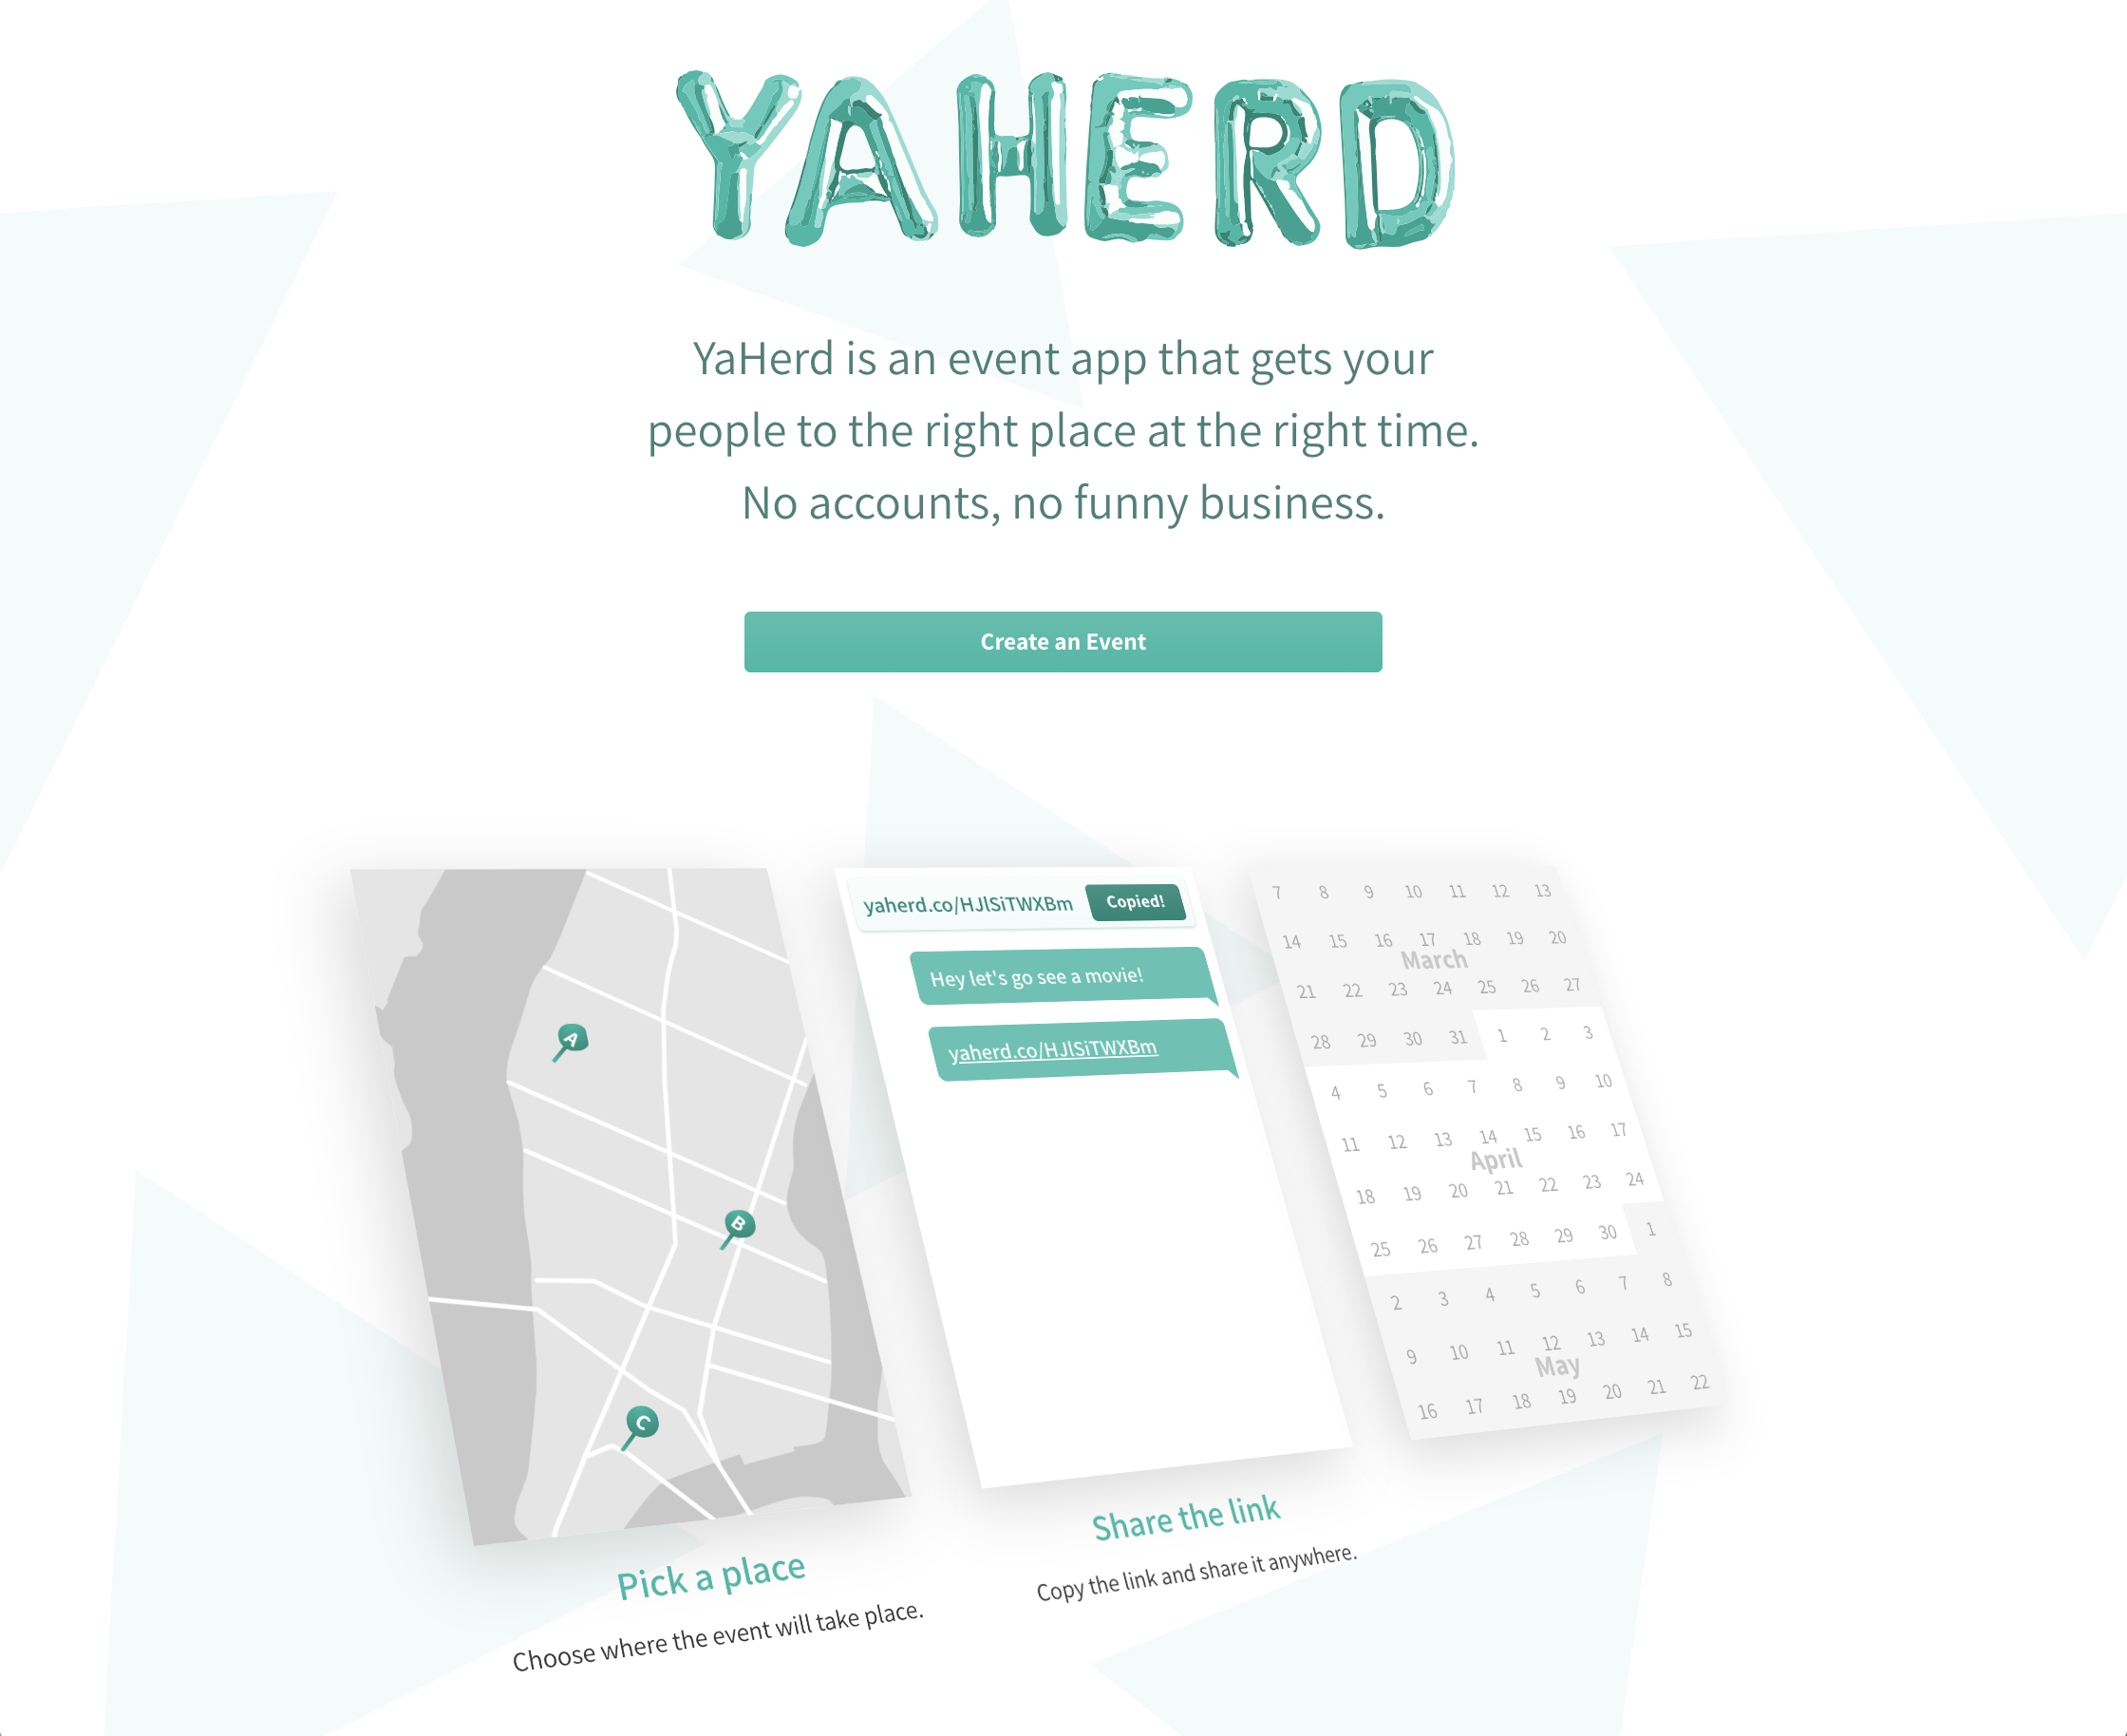 YAHERD
YaHerd is an event app that gets your
people to the right place at the right time.
No accounts, no funny business.
Create an Event
A
B
C
Pick a place
Choose where the event will take place.
yaherd.co/HJlSiTWXBm Copied!
Hey let's go see a movie!
yaherd.co/HJlSiTWXBm
Share the link
Copy the link and share it anywhere.
7 8 9 10 11 12 13
14 15 16 17 18 19 20
March
21 22 23 24 25 26 27
28 29 30 31 1 2 3
4 5 6 7 8 9 10
11 12 13 14 15 16 17
April
18 19 20 21 22 23 24
25 26 27 28 29 30 1
2 3 4 5 6 7 8
9 10 11 12 13 14 15
May
16 17 18 19 20 21 22